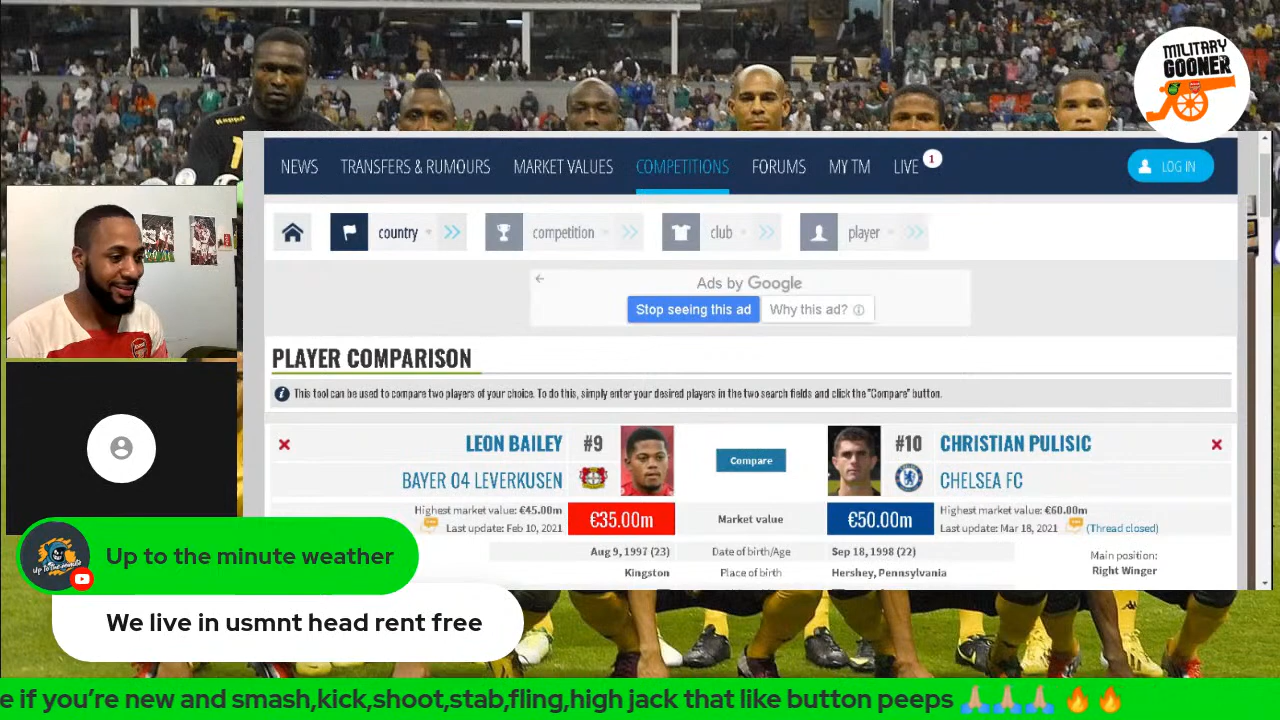 MILITARY
GOONER
NEWS TRANSFERS & RUMOURS MARKET VALUES COMPETITIONS FORUMS MY TM LIVE 1 LOG IN
country competition club player
Ads by Google
Stop seeing this ad Why this ad?
PLAYER COMPARISON
This tool can be used to compare two players of your choice. To do this, simply enter your desired players in the two search fields and click the "Compare" button.
LEON BAILEY #9 Compare #10 CHRISTIAN PULISIC
BAYER 04 LEVERKUSEN CHELSEA FC
Highest market value: €45.00m
Last update: Feb 10, 2021
€35.00m Market value €50.00m
Highest market value: €60.00m
Last update: Mar 18, 2021 (Thread closed)
Aug 9, 1997 (23) Date of birth/Age Sep 18, 1998 (22)
Main position:
Right Winger
Kingston Place of birth Hershey, Pennsylvania
Up to the minute weather
We live in usmnt head rent free
e if you’re new and smash,kick,shoot,stab,fling,high jack that like button peeps 🙏🏼🙏🏼🙏🏼 🔥🔥